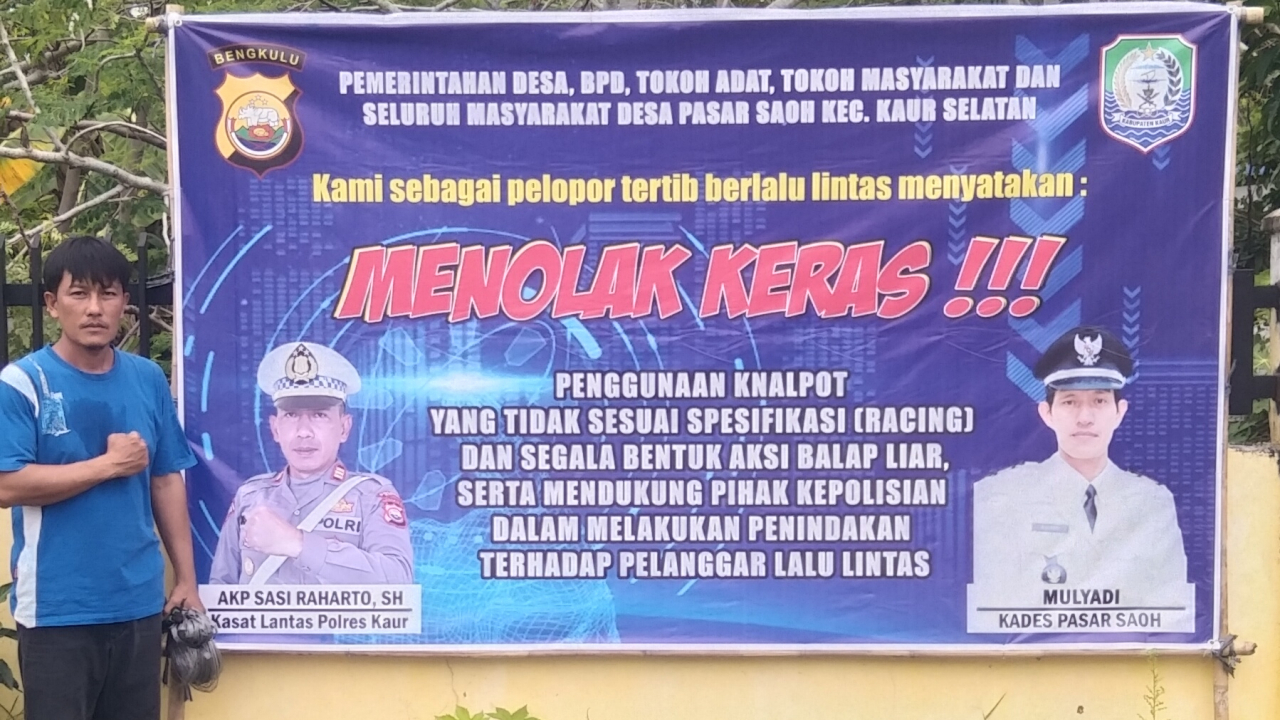 BENGKULU
PEMERINTAHAN DESA, BPD, TOKOH ADAT, TOKOH MASYARAKAT DAN
SELURUH MASYARAKAT DESA PASAR SAOH KEC. KAUR SELATAN
KABUPATEN KAUR
Kami sebagai pelopor tertib berlalu lintas menyatakan :
MENOLAK KERAS !!!
PENGGUNAAN KNALPOT
YANG TIDAK SESUAI SPESIFIKASI (RACING)
DAN SEGALA BENTUK AKSI BALAP LIAR,
SERTA MENDUKUNG PIHAK KEPOLISIAN
DALAM MELAKUKAN PENINDAKAN
TERHADAP PELANGGAR LALU LINTAS
POLRI
AKP SASI RAHARTO, SH
Kasat Lantas Polres Kaur
MULYADI
KADES PASAR SAOH